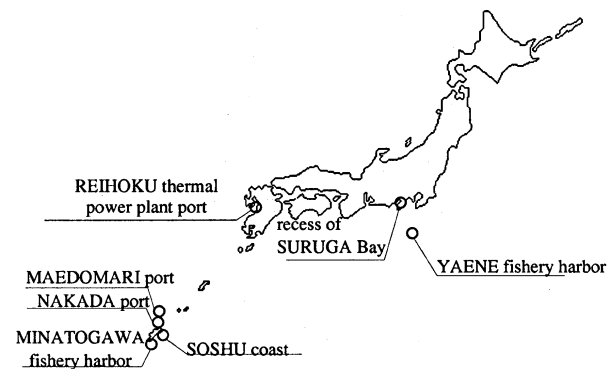 REIHOKU thermal
power plant port
recess of
SURUGA Bay
YAENE fishery harbor
MAEDOMARI port
NAKADA port
MINATOGAWA
fishery harbor
SOSHU coast